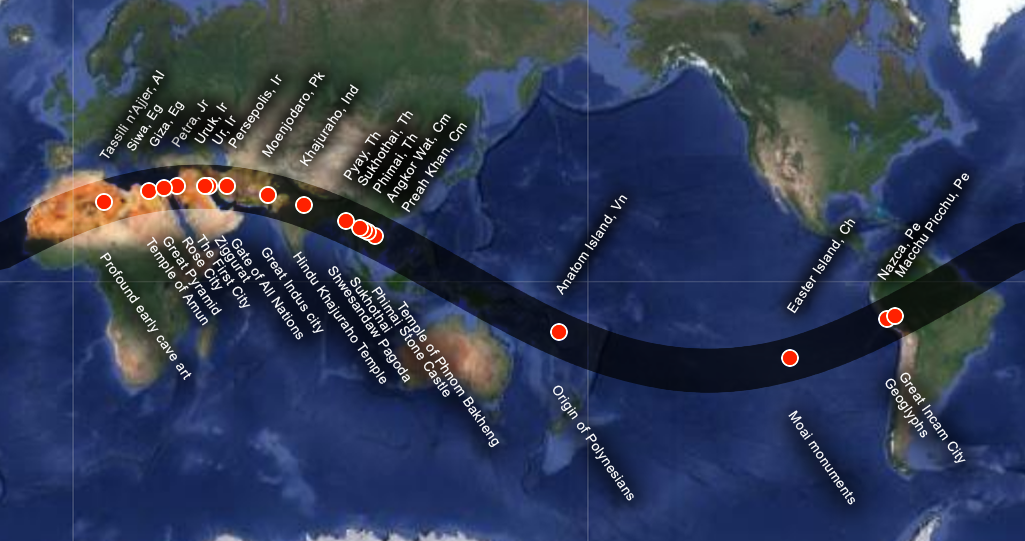 Tassili n'Ajjer, Al
Siwa, Eg
Giza, Eg
Petra, Jr
Uruk, Ir
Ur, Ir
Persepolis, Ir
Moenjodaro, Pk
Khajuraho, Ind
Pyay, Th
Sukhothai, Th
Phimai, Th
Angkor Wat, Cm
Preah Khan, Cm
Anatom Island, Vn
Easter Island, Ch
Nazca, Pe
Macchu Picchu, Pe
Profound early cave art
Temple of Amun
Great Pyramid
Rose City
The First City
Ziggurat
Gate of All Nations
Great Indus city
Hindu Khajuraho Temple
Shwesandaw Pagoda
Sukhothai
Phimai Stone Castle
Temple of Phnom Bakheng
Origin of Polynesians
Moai monuments
Geoglyphs
Great Incam City